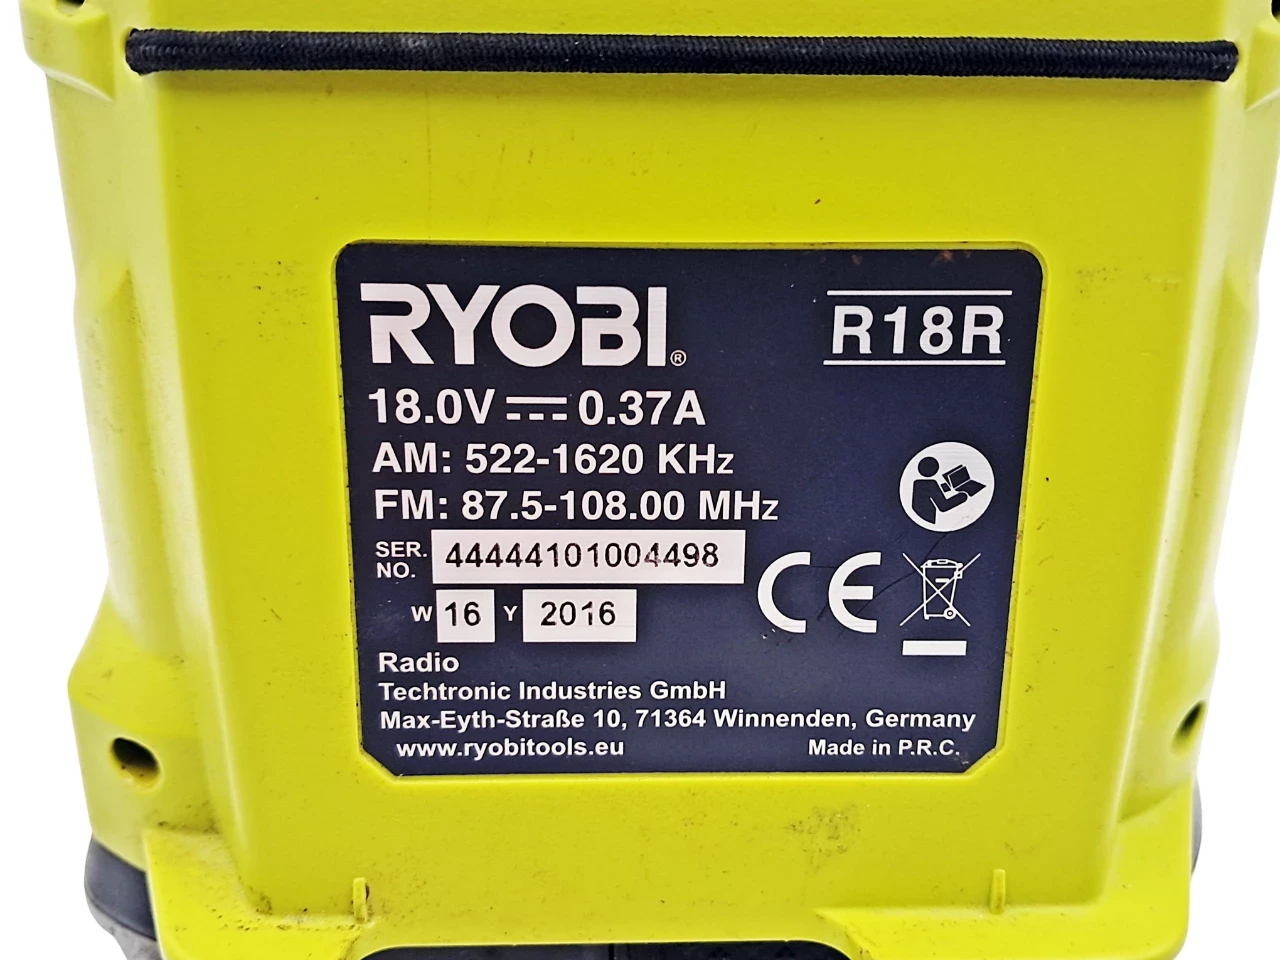 RYOBI®
R18R
18.0V ⎓ 0.37A
AM: 522-1620 KHz
FM: 87.5-108.00 MHz
SER. NO. 44444101004498
W 16 Y 2016
CE
Radio
Techtronic Industries GmbH
Max-Eyth-Straße 10, 71364 Winnenden, Germany
www.ryobitools.eu Made in P.R.C.